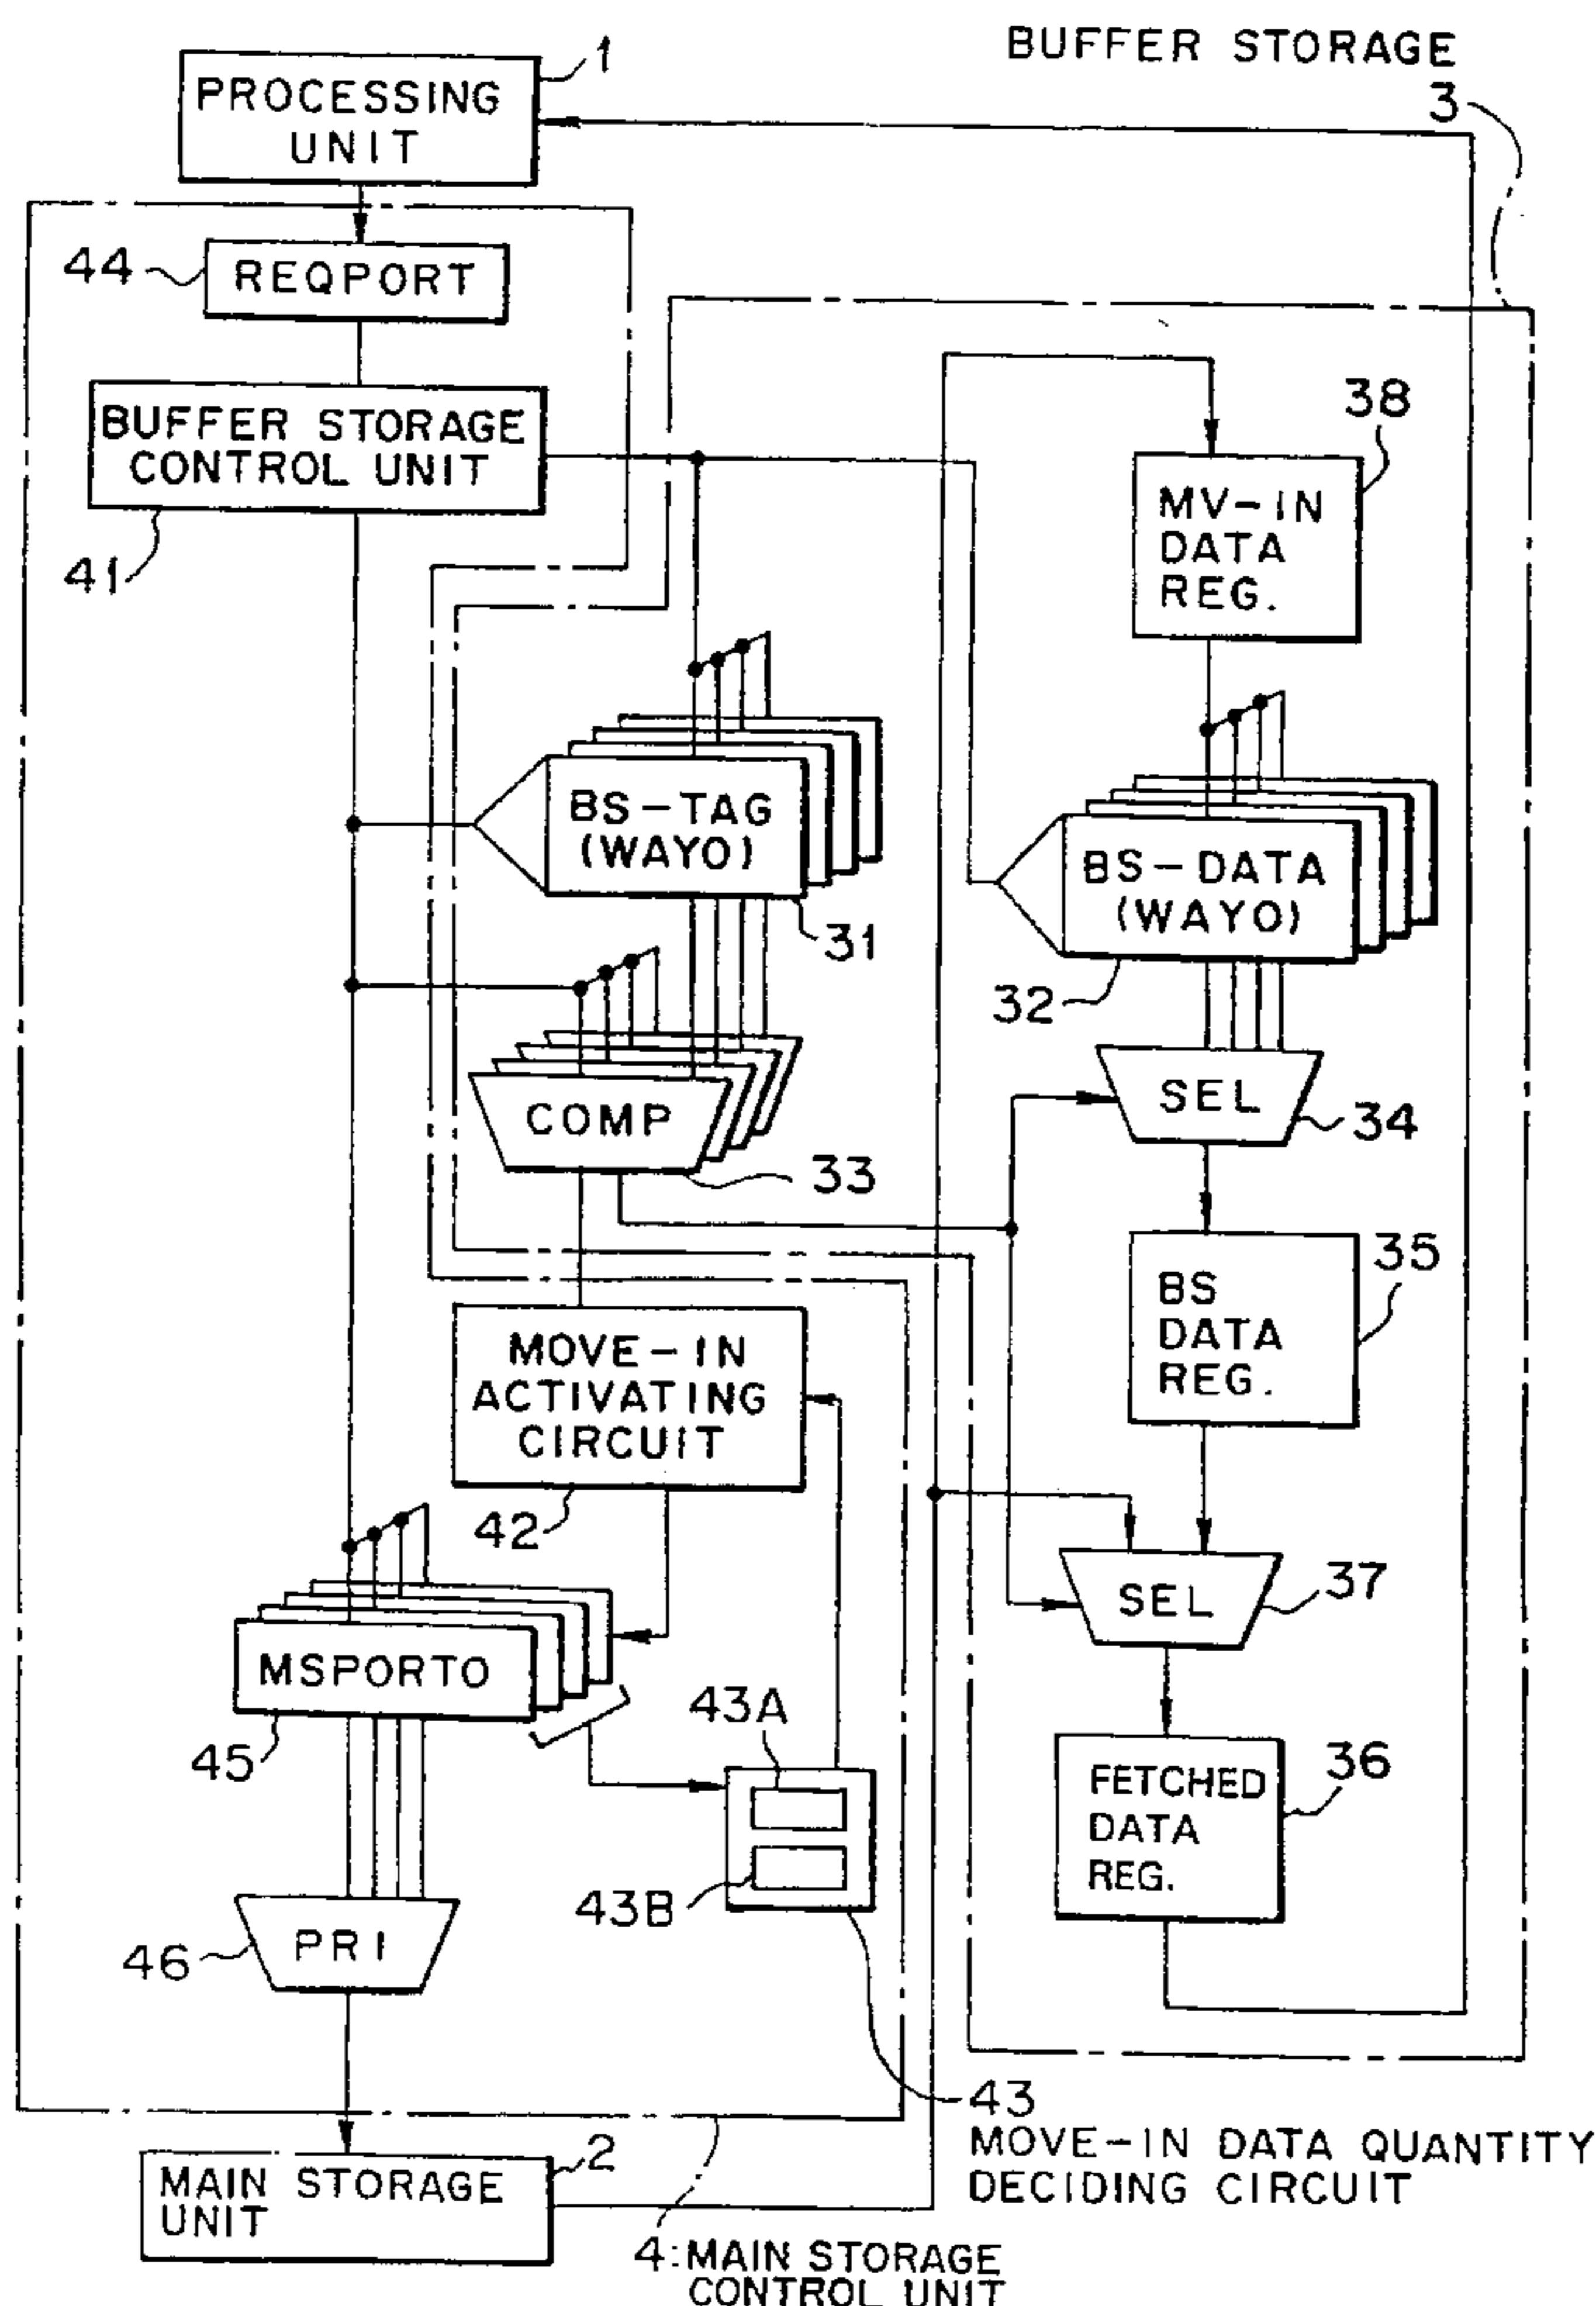 BUFFER STORAGE
3
1
PROCESSING
UNIT
44
REQPORT
BUFFER STORAGE
CONTROL UNIT
41
38
MV-IN
DATA
REG.
BS-TAG
(WAY0)
31
BS-DATA
(WAY0)
32
COMP
33
SEL
34
35
BS
DATA
REG.
MOVE-IN
ACTIVATING
CIRCUIT
42
SEL
37
MSPORT0
45
43A
43B
36
FETCHED
DATA
REG.
46
PRI
43
MOVE-IN DATA QUANTITY
DECIDING CIRCUIT
2
MAIN STORAGE
UNIT
4:MAIN STORAGE
CONTROL UNIT